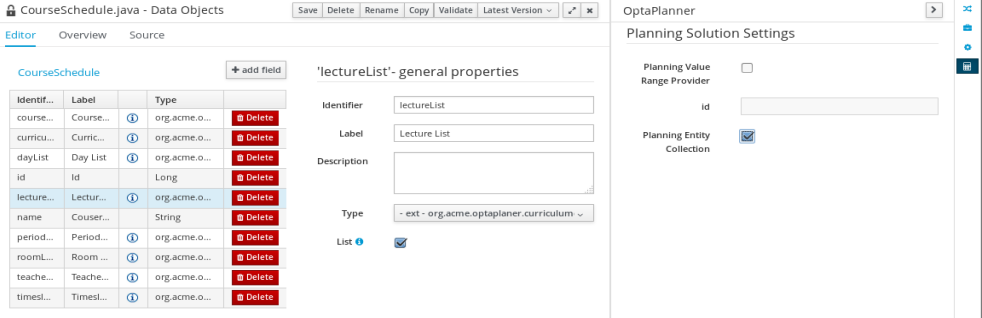 CourseSchedule.java - Data Objects
Save Delete Rename Copy Validate Latest Version
Editor Overview Source
CourseSchedule
+ add field
Identif... Label Type
course... Course... org.acme.o... Delete
curricu... Curric... org.acme.o... Delete
dayList Day List org.acme.o... Delete
id Id Long Delete
lecture... Lectur... org.acme.o... Delete
name Couser... String Delete
period... Period... org.acme.o... Delete
roomL... Room ... org.acme.o... Delete
teache... Teache... org.acme.o... Delete
timesl... Timesl... org.acme.o... Delete
'lectureList'- general properties
Identifier lectureList
Label Lecture List
Description
Type - ext - org.acme.optaplaner.curriculum-
List
OptaPlanner
Planning Solution Settings
Planning Value
Range Provider
id
Planning Entity
Collection